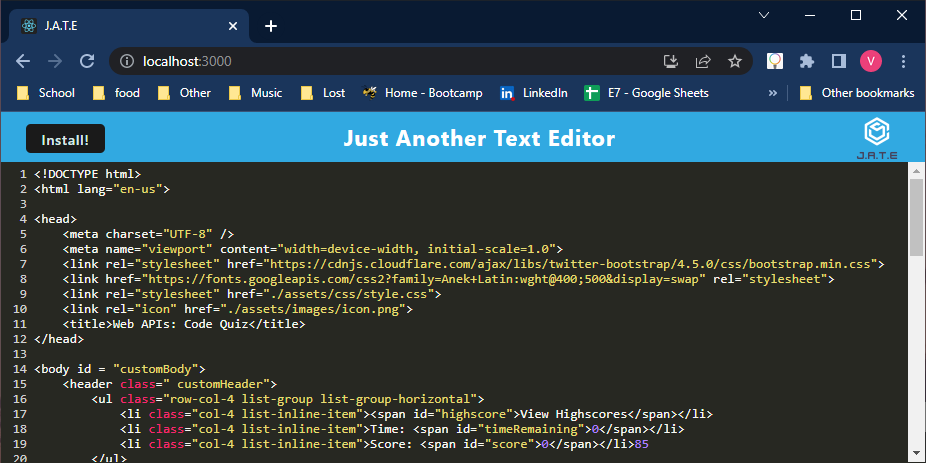 J.A.T.E
localhost:3000
V
School food Other Music Lost Home - Bootcamp LinkedIn E7 - Google Sheets » Other bookmarks
Install! Just Another Text Editor J.A.T.E
1 <!DOCTYPE html>
2 <html lang="en-us">
3
4 <head>
5     <meta charset="UTF-8" />
6     <meta name="viewport" content="width=device-width, initial-scale=1.0">
7     <link rel="stylesheet" href="https://cdnjs.cloudflare.com/ajax/libs/twitter-bootstrap/4.5.0/css/bootstrap.min.css">
8     <link href="https://fonts.googleapis.com/css2?family=Anek+Latin:wght@400;500&display=swap" rel="stylesheet">
9     <link rel="stylesheet" href="./assets/css/style.css">
10     <link rel="icon" href="./assets/images/icon.png">
11     <title>Web APIs: Code Quiz</title>
12 </head>
13
14 <body id = "customBody">
15     <header class=" customHeader">
16         <ul class="row-col-4 list-group list-group-horizontal">
17             <li class="col-4 list-inline-item"><span id="highscore">View Highscores</span></li>
18             <li class="col-4 list-inline-item">Time: <span id="timeRemaining">0</span></li>
19             <li class="col-4 list-inline-item">Score: <span id="score">0</span></li>85
20         </ul>